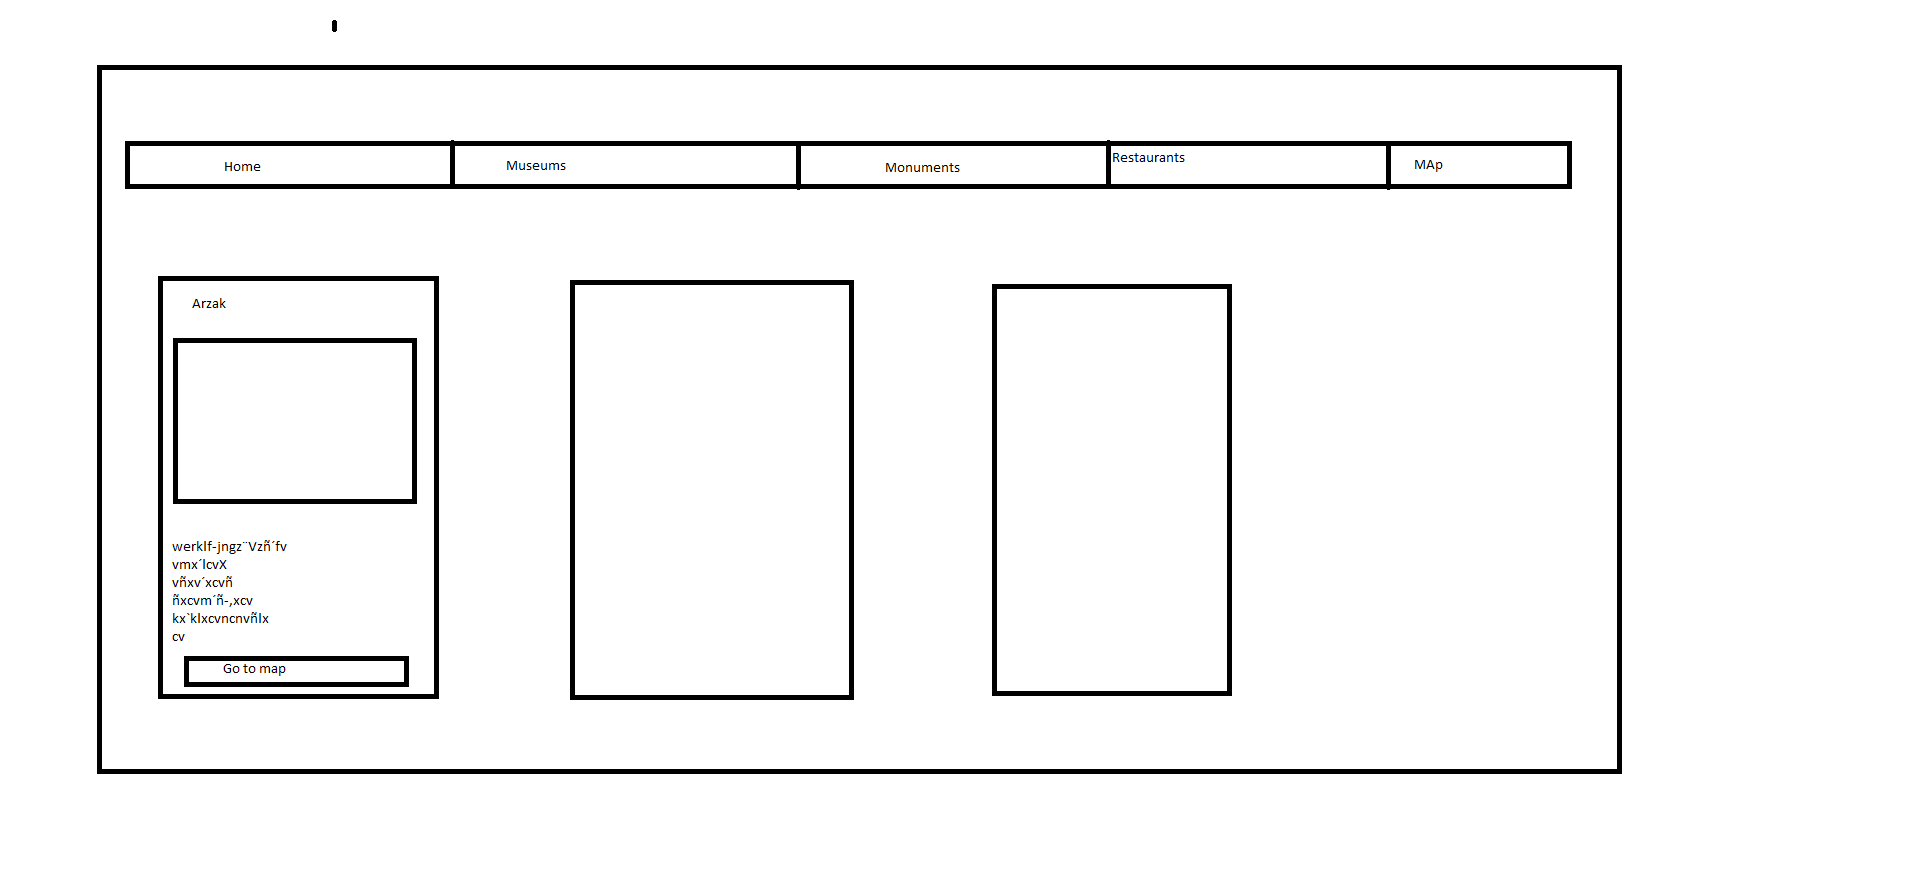 Home
Museums
Monuments
Restaurants
MAp
Arzak
werklf-jngz¨Vzñ´fv
vmx´lcvX
vñxv´xcvñ
ñxcvm´ñ-,xcv
kx`klxcvncnvñlx
cv
Go to map